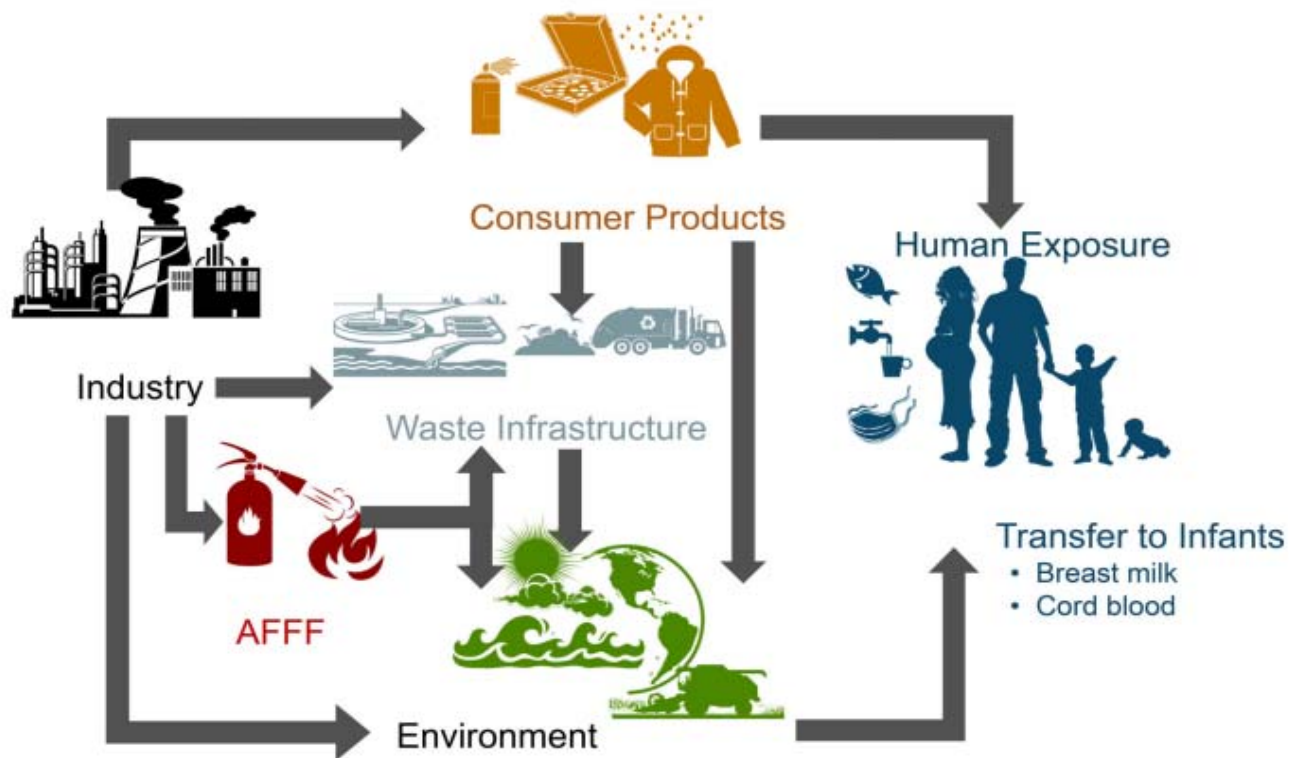 Consumer Products
Human Exposure
Industry
Waste Infrastructure
Transfer to Infants
• Breast milk
• Cord blood
AFFF
Environment